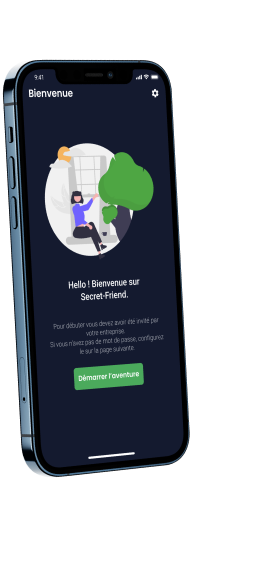 9:41
Bienvenue
Hello ! Bienvenue sur
Secret-Friend.
Pour débuter vous devez avoir été invité par
votre entreprise.
Si vous n'avez pas de mot de passe, configurez
le sur la page suivante.
Démarrer l'aventure